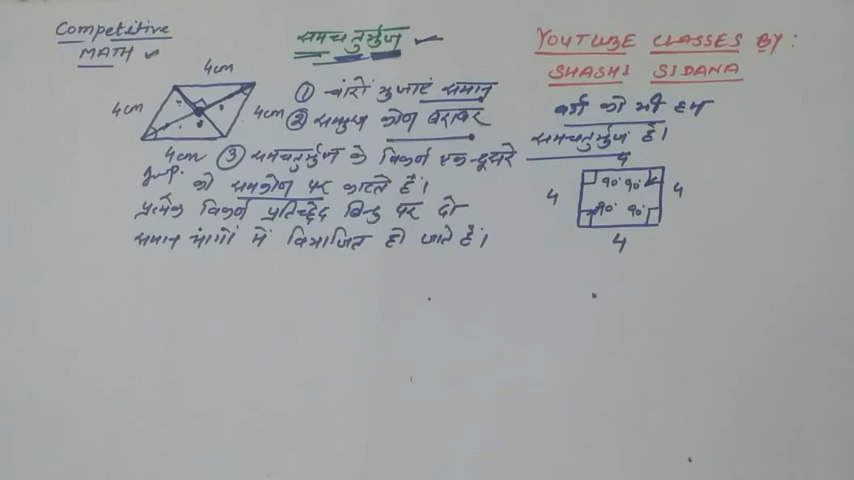 Competitive
MATH
समचतुर्भुज
YOUTUBE CLASSES BY:
SHASHI SIDANA
4cm
4cm
4cm
4cm
① चारों भुजाएं समान
② सम्मुख कोण बराबर
③ समचतुर्भुज के विकर्ण एक-दूसरे
Imp.
को समकोण पर काटते हैं।
प्रत्येक विकर्ण प्रतिच्छेद बिन्दु पर दो
समान भागों में विभाजित हो जाते हैं।
वर्ग को भी हम
समचतुर्भुज है।
4
90° 90°
4
4
90° 90°
4